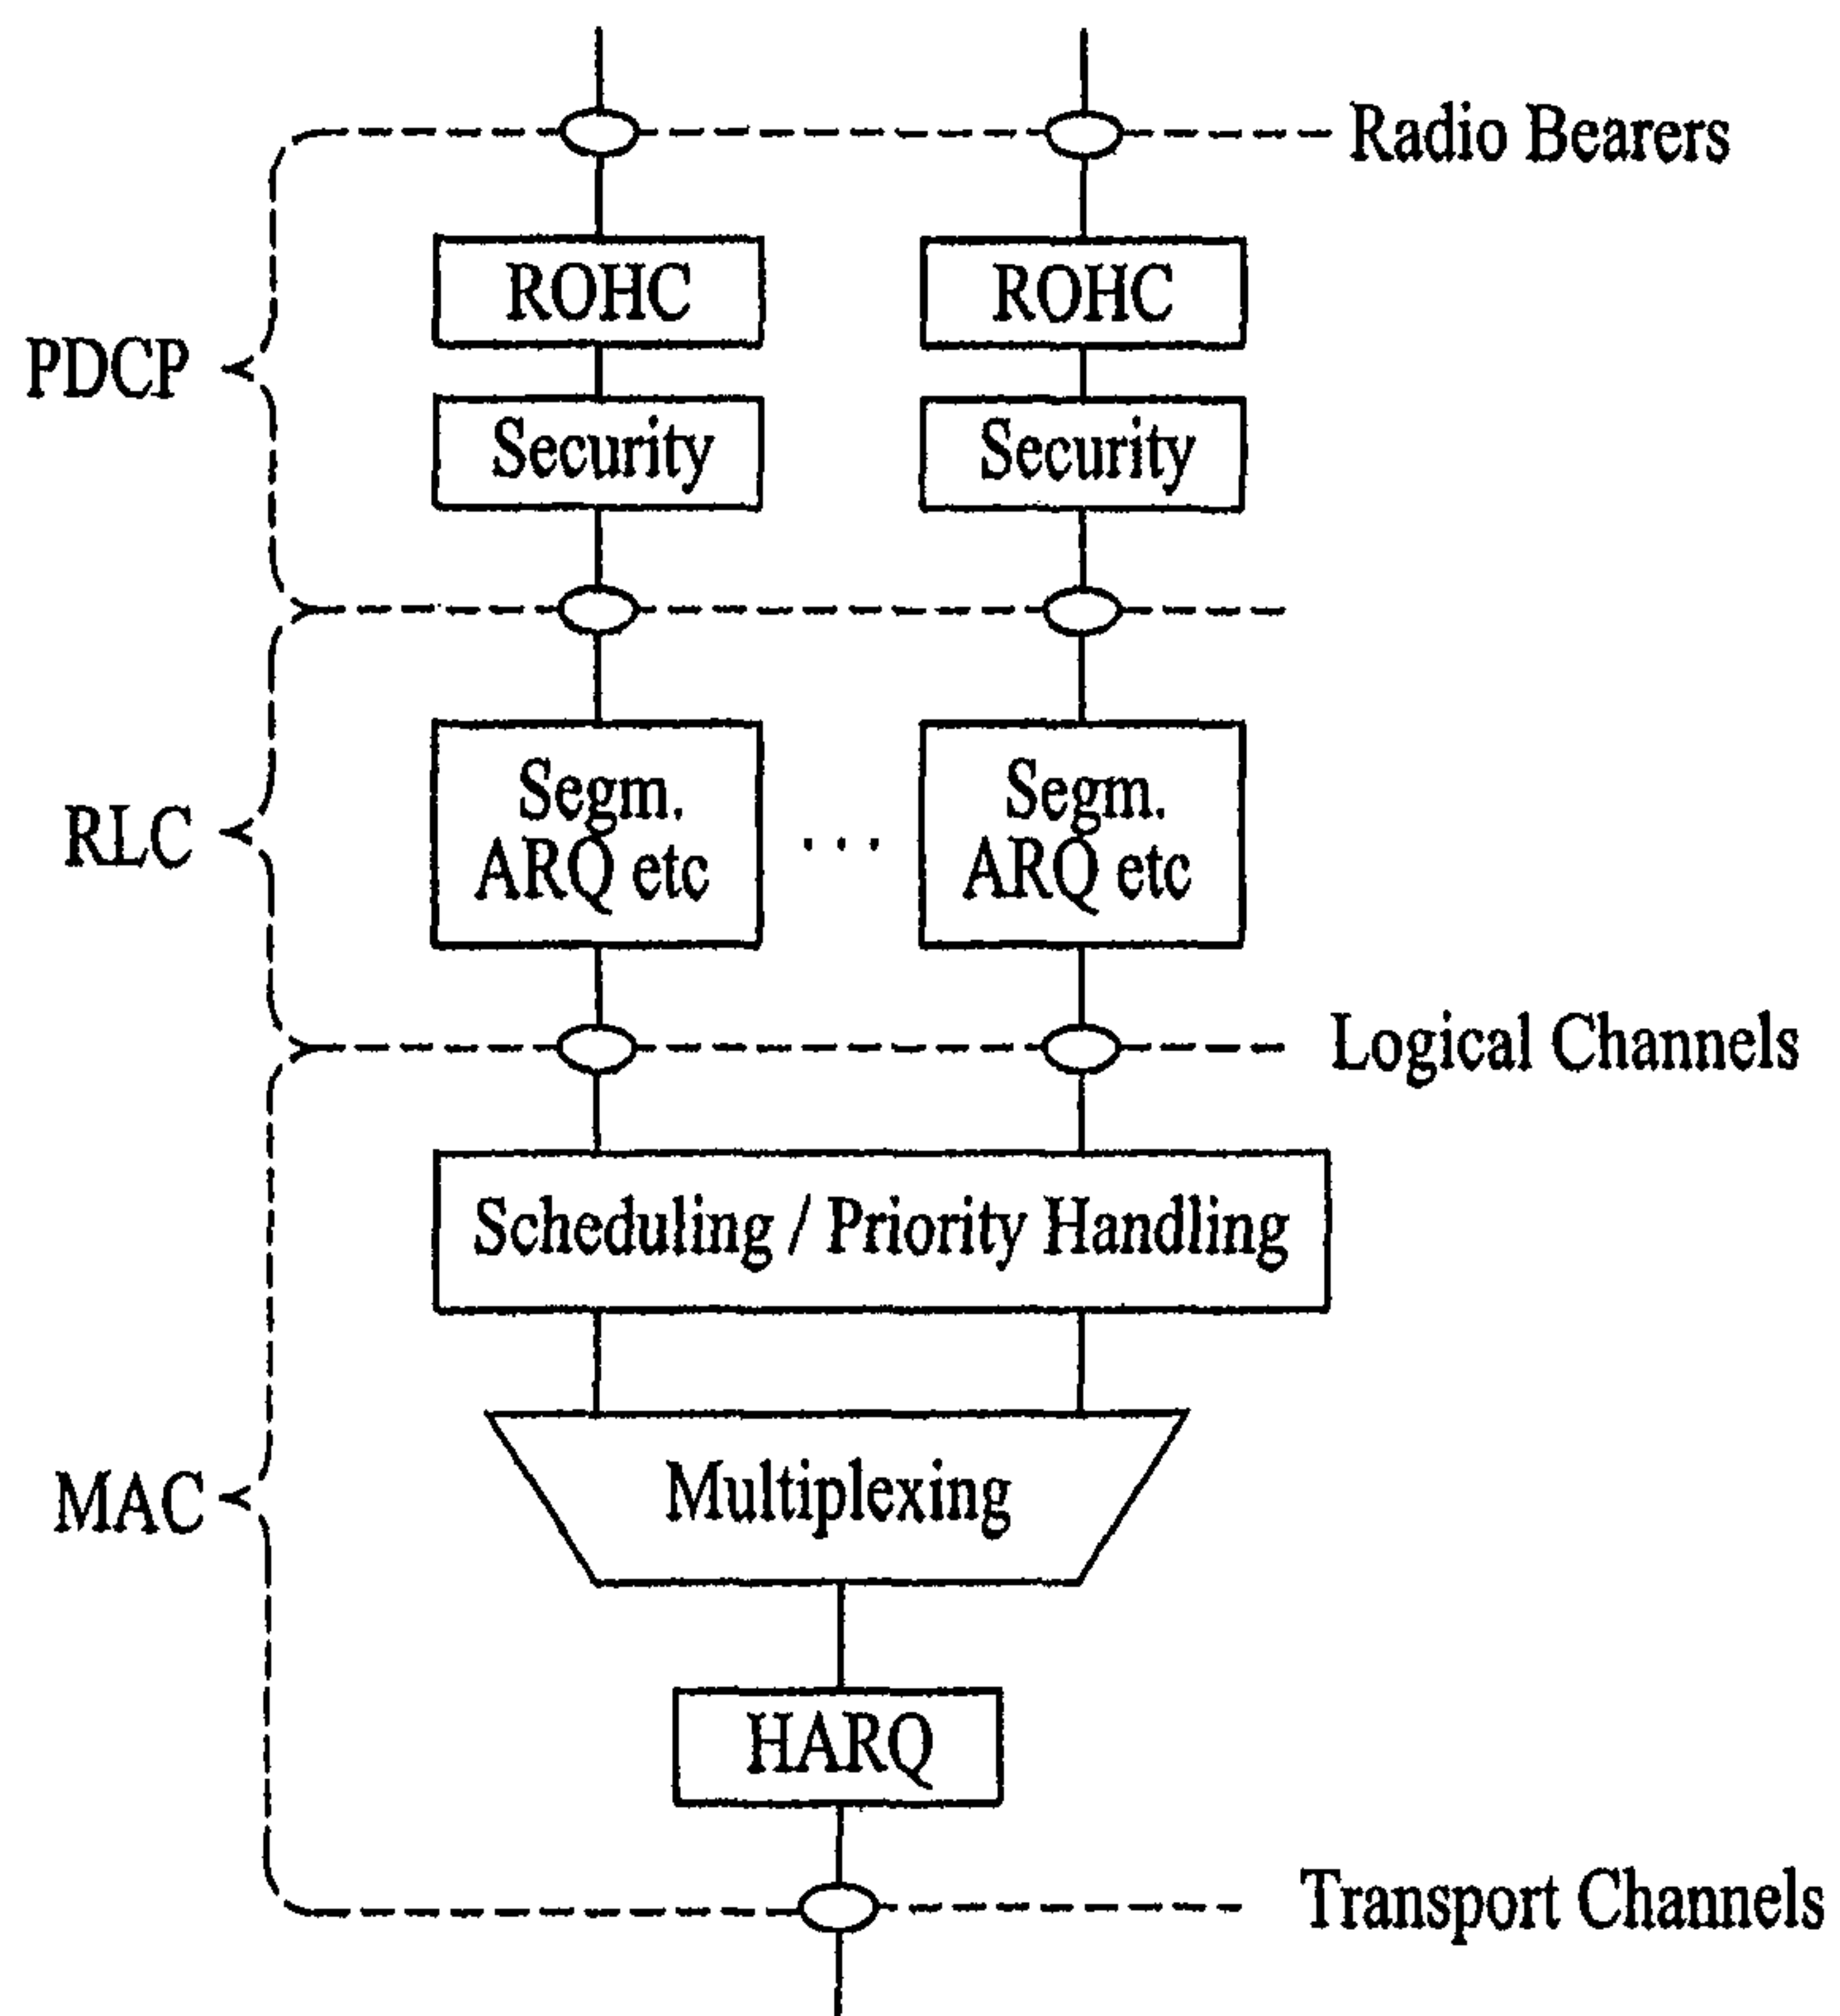 Radio Bearers
ROHC
ROHC
PDCP
Security
Security
Segm.
ARQ etc
...
Segm.
ARQ etc
RLC
Logical Channels
Scheduling / Priority Handling
MAC
Multiplexing
HARQ
Transport Channels